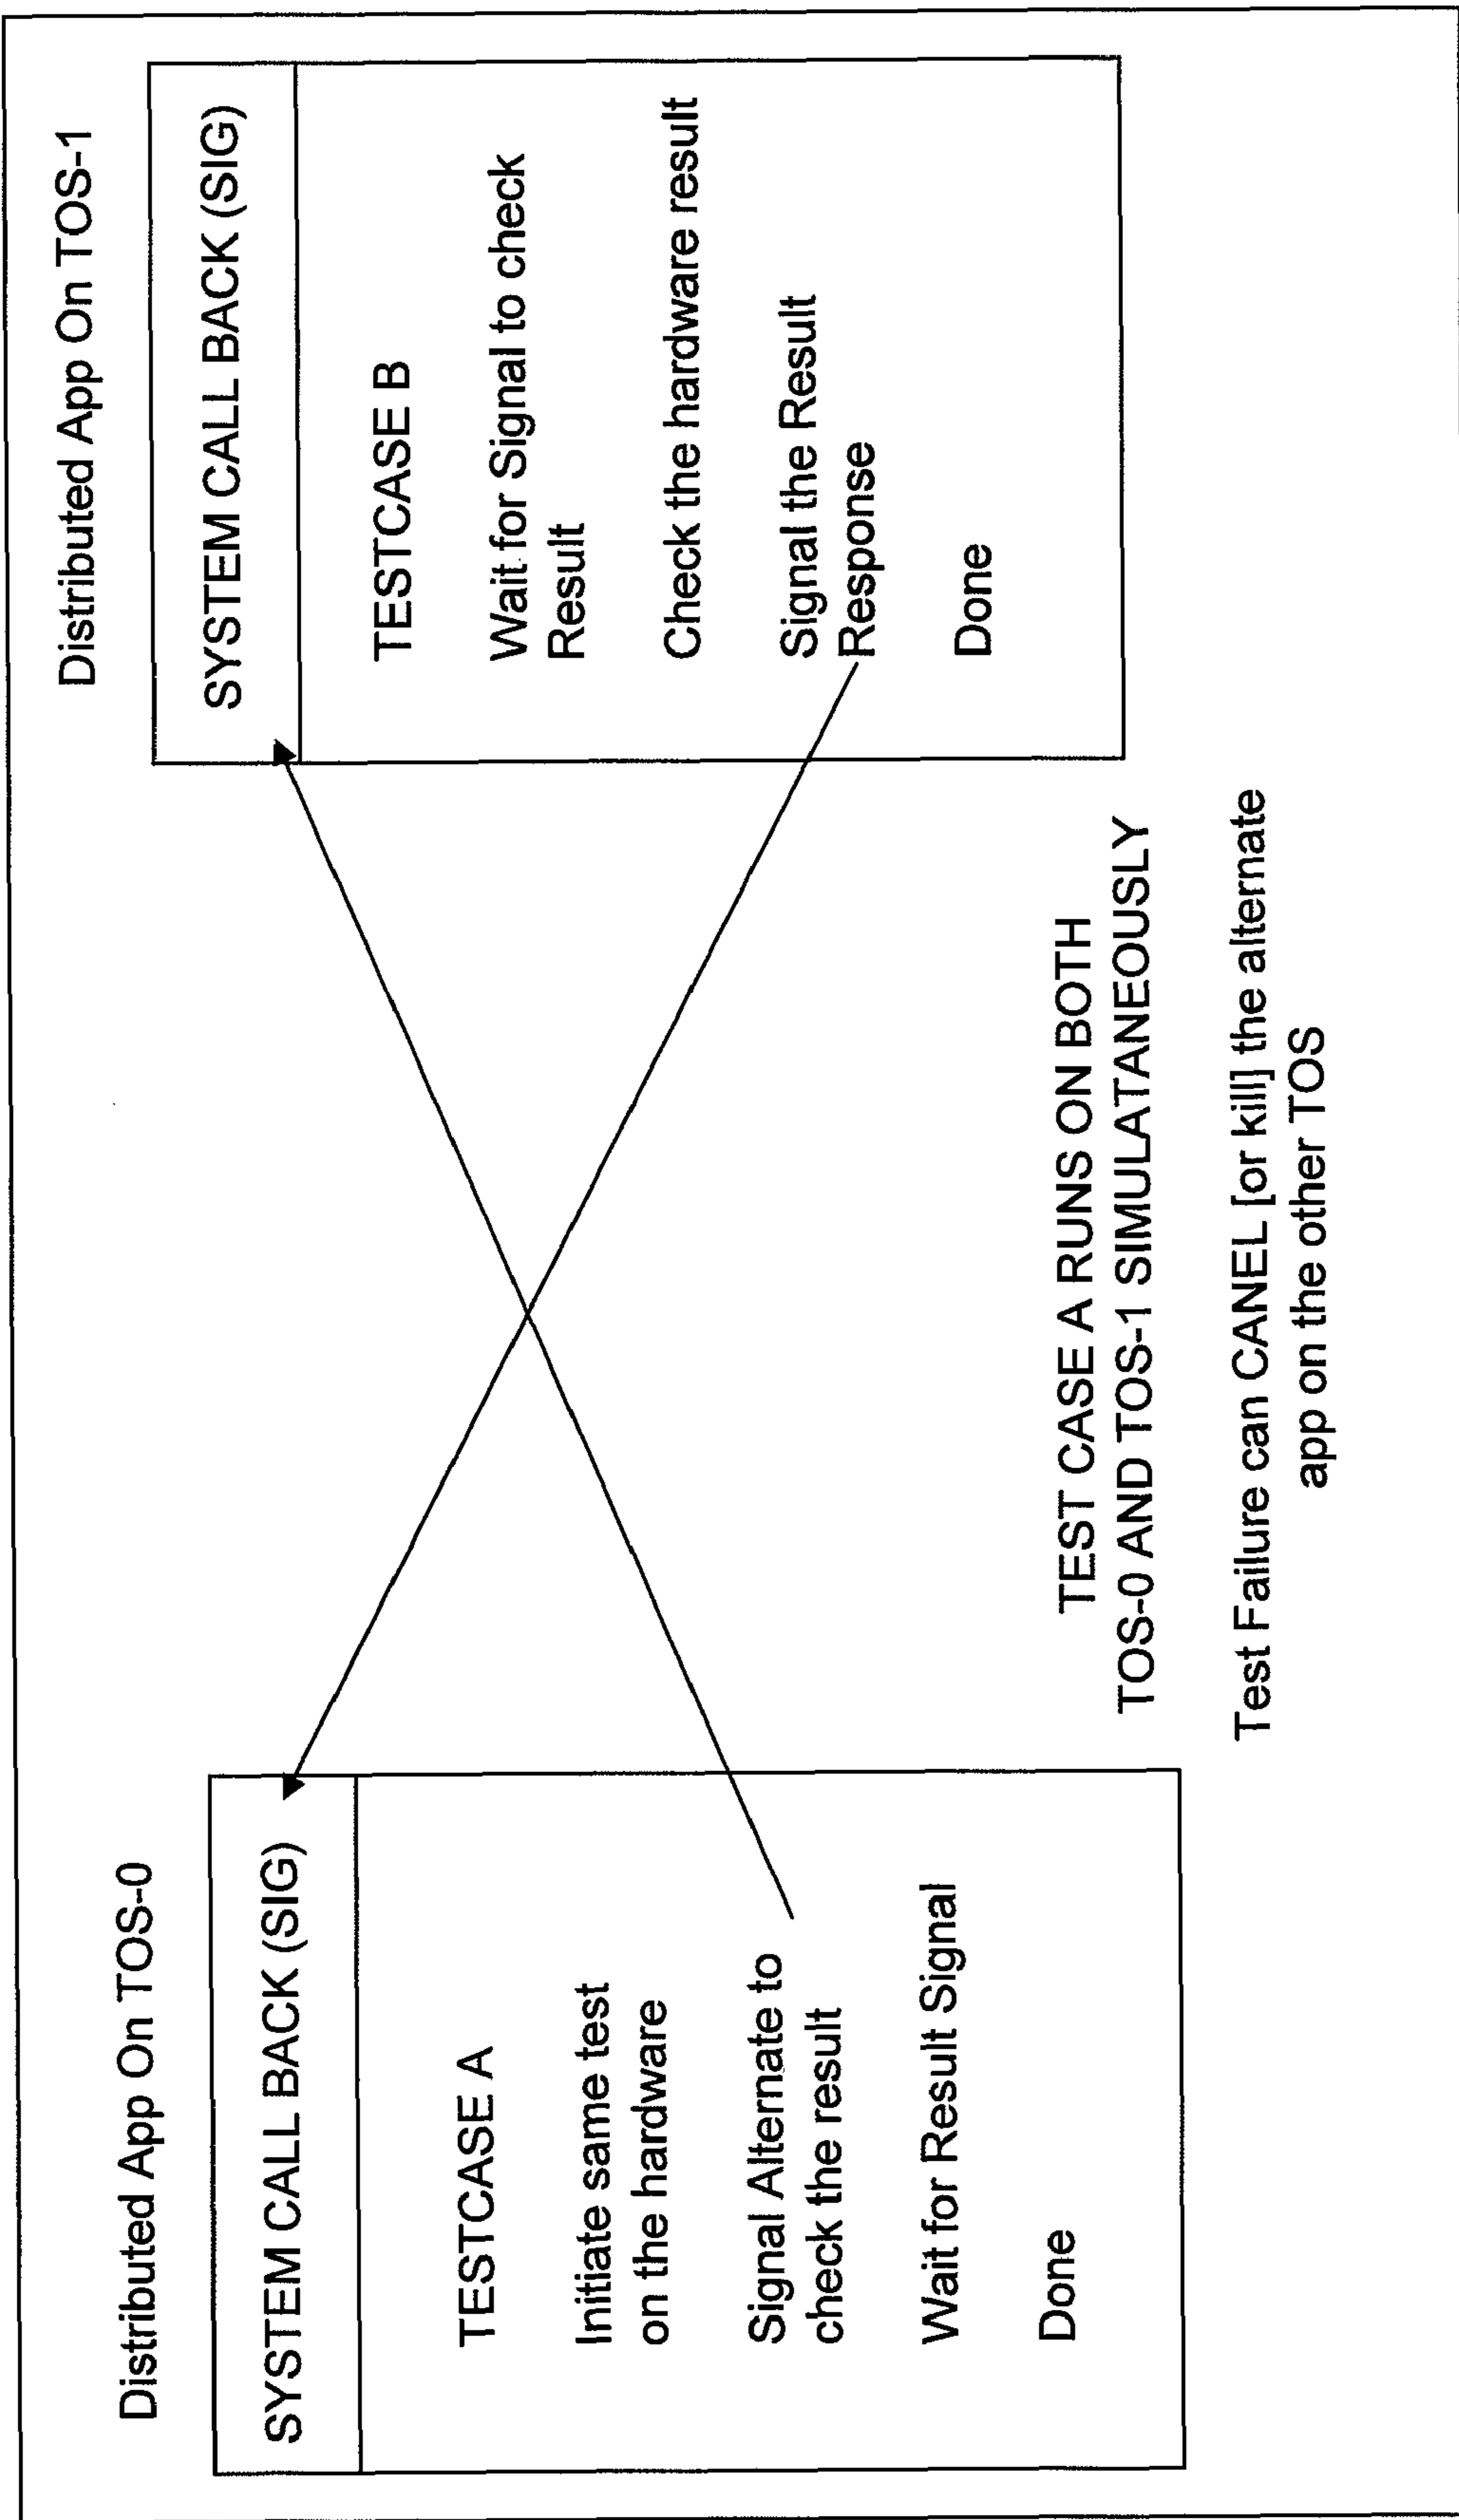 Distributed App On TOS-0
SYSTEM CALL BACK (SIG)
TESTCASE A
Initiate same test
on the hardware
Signal Alternate to
check the result
Wait for Result Signal
Done
Distributed App On TOS-1
SYSTEM CALL BACK (SIG)
TESTCASE B
Wait for Signal to check
Result
Check the hardware result
Signal the Result
Response
Done
TEST CASE A RUNS ON BOTH
TOS-0 AND TOS-1 SIMULATANEOUSLY
Test Failure can CANEL [or kill] the alternate
app on the other TOS